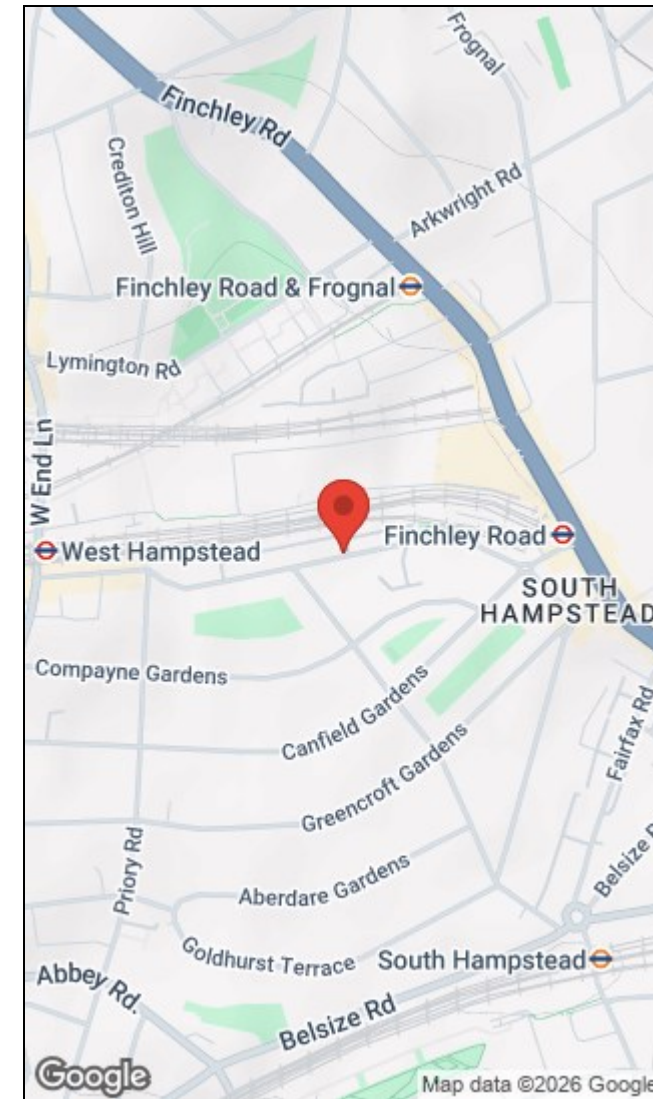 Frognal
Finchley Rd
Crediton Hill
Arkwright Rd
Finchley Road & Frognal
Lymington Rd
W End Ln
West Hampstead
Finchley Road
SOUTH
HAMPSTEAD
Compayne Gardens
Canfield Gardens
Fairfax Rd
Greencroft Gardens
Priory Rd
Aberdare Gardens
Belsize R
Goldhurst Terrace
South Hampstead
Abbey Rd.
Belsize Rd
Google
Map data ©2026 Google